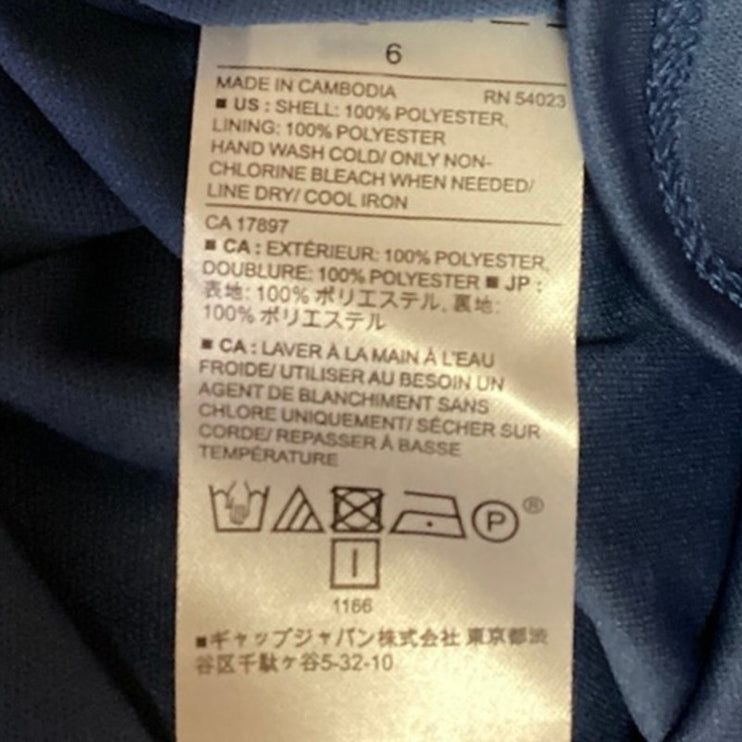 6
MADE IN CAMBODIA RN 54023
■ US : SHELL: 100% POLYESTER,
LINING: 100% POLYESTER
HAND WASH COLD/ ONLY NON-
CHLORINE BLEACH WHEN NEEDED/
LINE DRY/ COOL IRON
CA 17897
■ CA : EXTÉRIEUR: 100% POLYESTER,
DOUBLURE: 100% POLYESTER ■ JP :
表地: 100% ポリエステル, 裏地:
100% ポリエステル
■ CA : LAVER À LA MAIN À L'EAU
FROIDE/ UTILISER AU BESOIN UN
AGENT DE BLANCHIMENT SANS
CHLORE UNIQUEMENT/ SÉCHER SUR
CORDE/ REPASSER À BASSE
TEMPÉRATURE
P ®
1166
■ギャップジャパン株式会社 東京都渋
谷区千駄ケ谷5-32-10